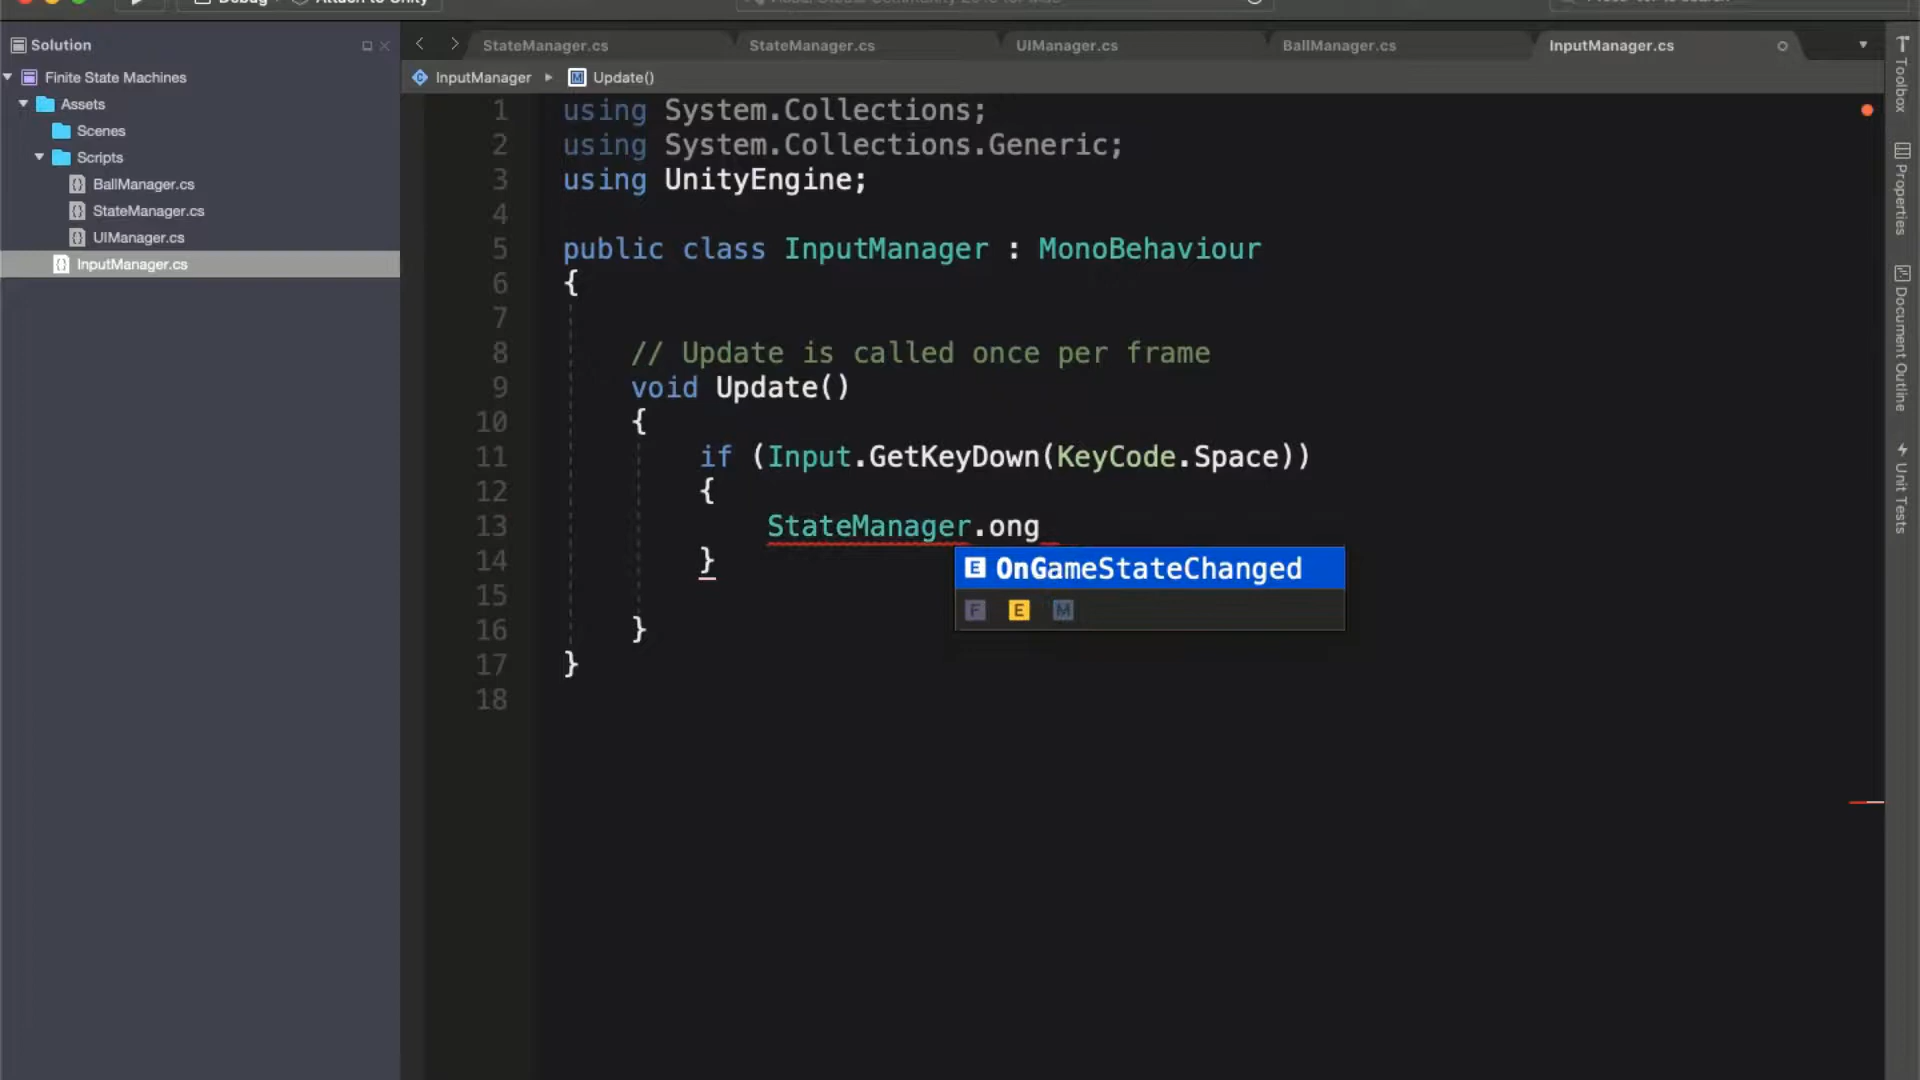 Debug
Attach to Unity
Solution
StateManager.cs
StateManager.cs
UIManager.cs
BallManager.cs
InputManager.cs
Finite State Machines
InputManager
M Update()
Assets
Scenes
Scripts
BallManager.cs
StateManager.cs
UIManager.cs
InputManager.cs
1 using System.Collections;
2 using System.Collections.Generic;
3 using UnityEngine;
4
5 public class InputManager : MonoBehaviour
6 {
7
8 // Update is called once per frame
9 void Update()
10 {
11 if (Input.GetKeyDown(KeyCode.Space))
12 {
13 StateManager.ong
14 }
15
16 }
17 }
18
E OnGameStateChanged
F E M
Toolbox
Properties
Document Outline
Unit Tests